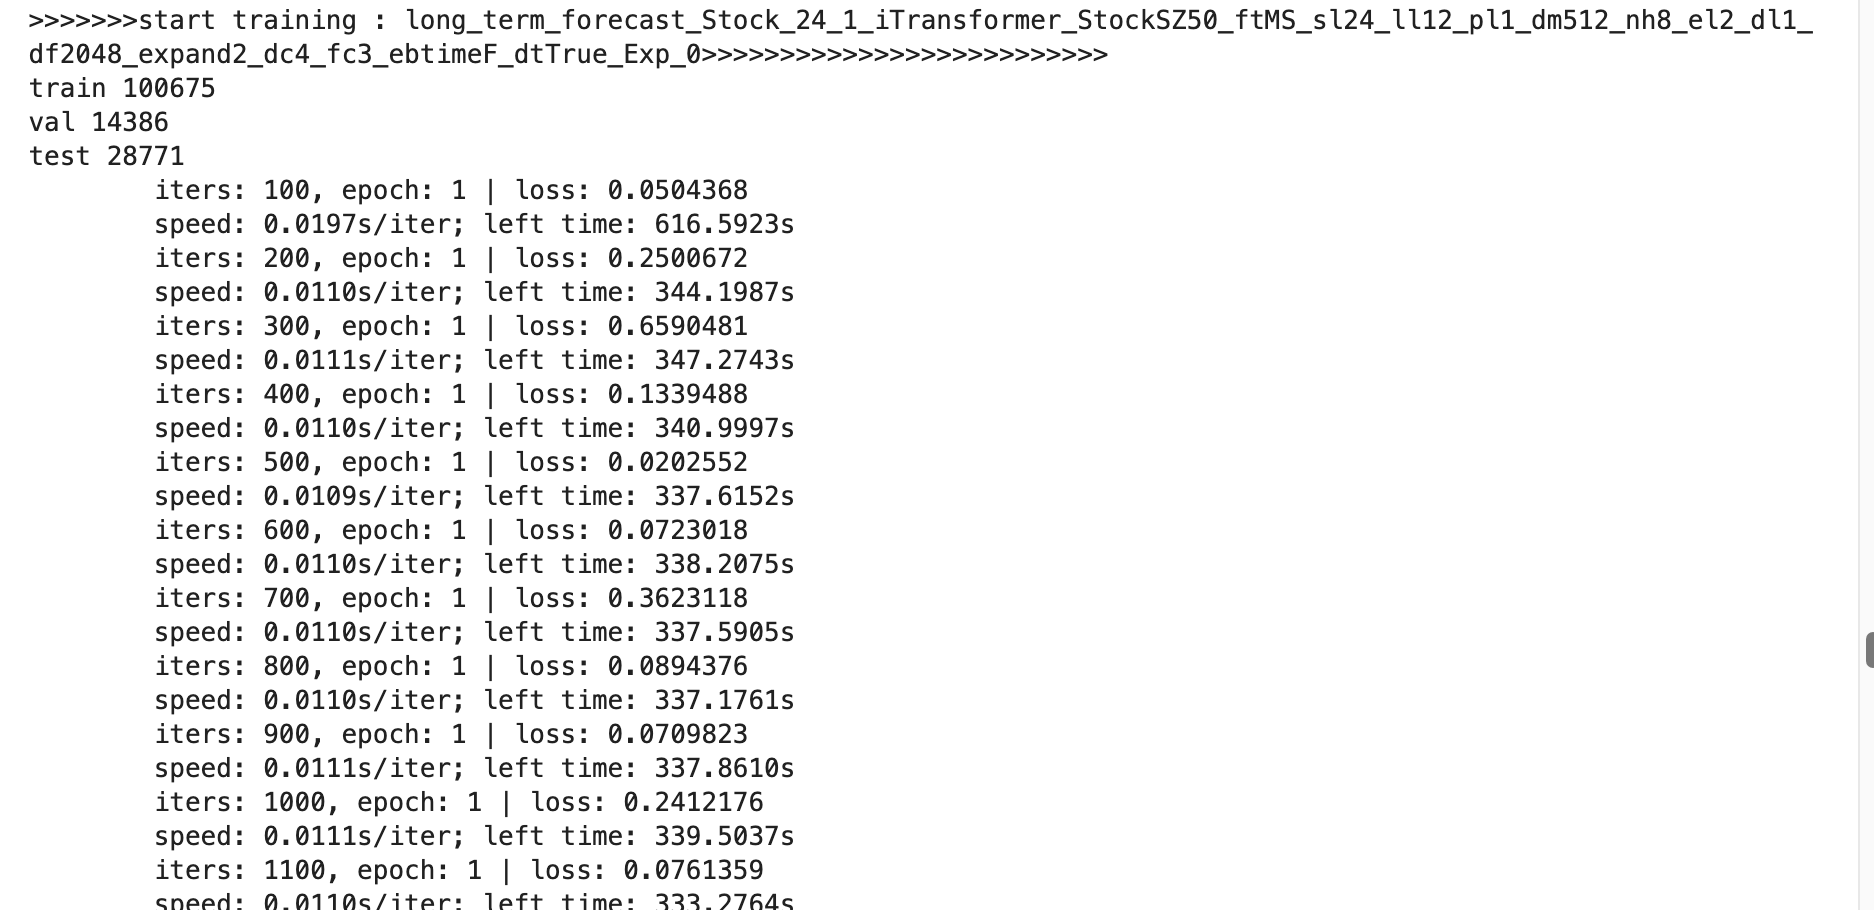 >>>>>>>start training : long_term_forecast_Stock_24_1_iTransformer_StockSZ50_ftMS_sl24_ll12_pl1_dm512_nh8_el2_dl1_
df2048_expand2_dc4_fc3_ebtimeF_dtTrue_Exp_0>>>>>>>>>>>>>>>>>>>>>>>>>>
train 100675
val 14386
test 28771
iters: 100, epoch: 1 | loss: 0.0504368
speed: 0.0197s/iter; left time: 616.5923s
iters: 200, epoch: 1 | loss: 0.2500672
speed: 0.0110s/iter; left time: 344.1987s
iters: 300, epoch: 1 | loss: 0.6590481
speed: 0.0111s/iter; left time: 347.2743s
iters: 400, epoch: 1 | loss: 0.1339488
speed: 0.0110s/iter; left time: 340.9997s
iters: 500, epoch: 1 | loss: 0.0202552
speed: 0.0109s/iter; left time: 337.6152s
iters: 600, epoch: 1 | loss: 0.0723018
speed: 0.0110s/iter; left time: 338.2075s
iters: 700, epoch: 1 | loss: 0.3623118
speed: 0.0110s/iter; left time: 337.5905s
iters: 800, epoch: 1 | loss: 0.0894376
speed: 0.0110s/iter; left time: 337.1761s
iters: 900, epoch: 1 | loss: 0.0709823
speed: 0.0111s/iter; left time: 337.8610s
iters: 1000, epoch: 1 | loss: 0.2412176
speed: 0.0111s/iter; left time: 339.5037s
iters: 1100, epoch: 1 | loss: 0.0761359
speed: 0.0110s/iter; left time: 333.2764s